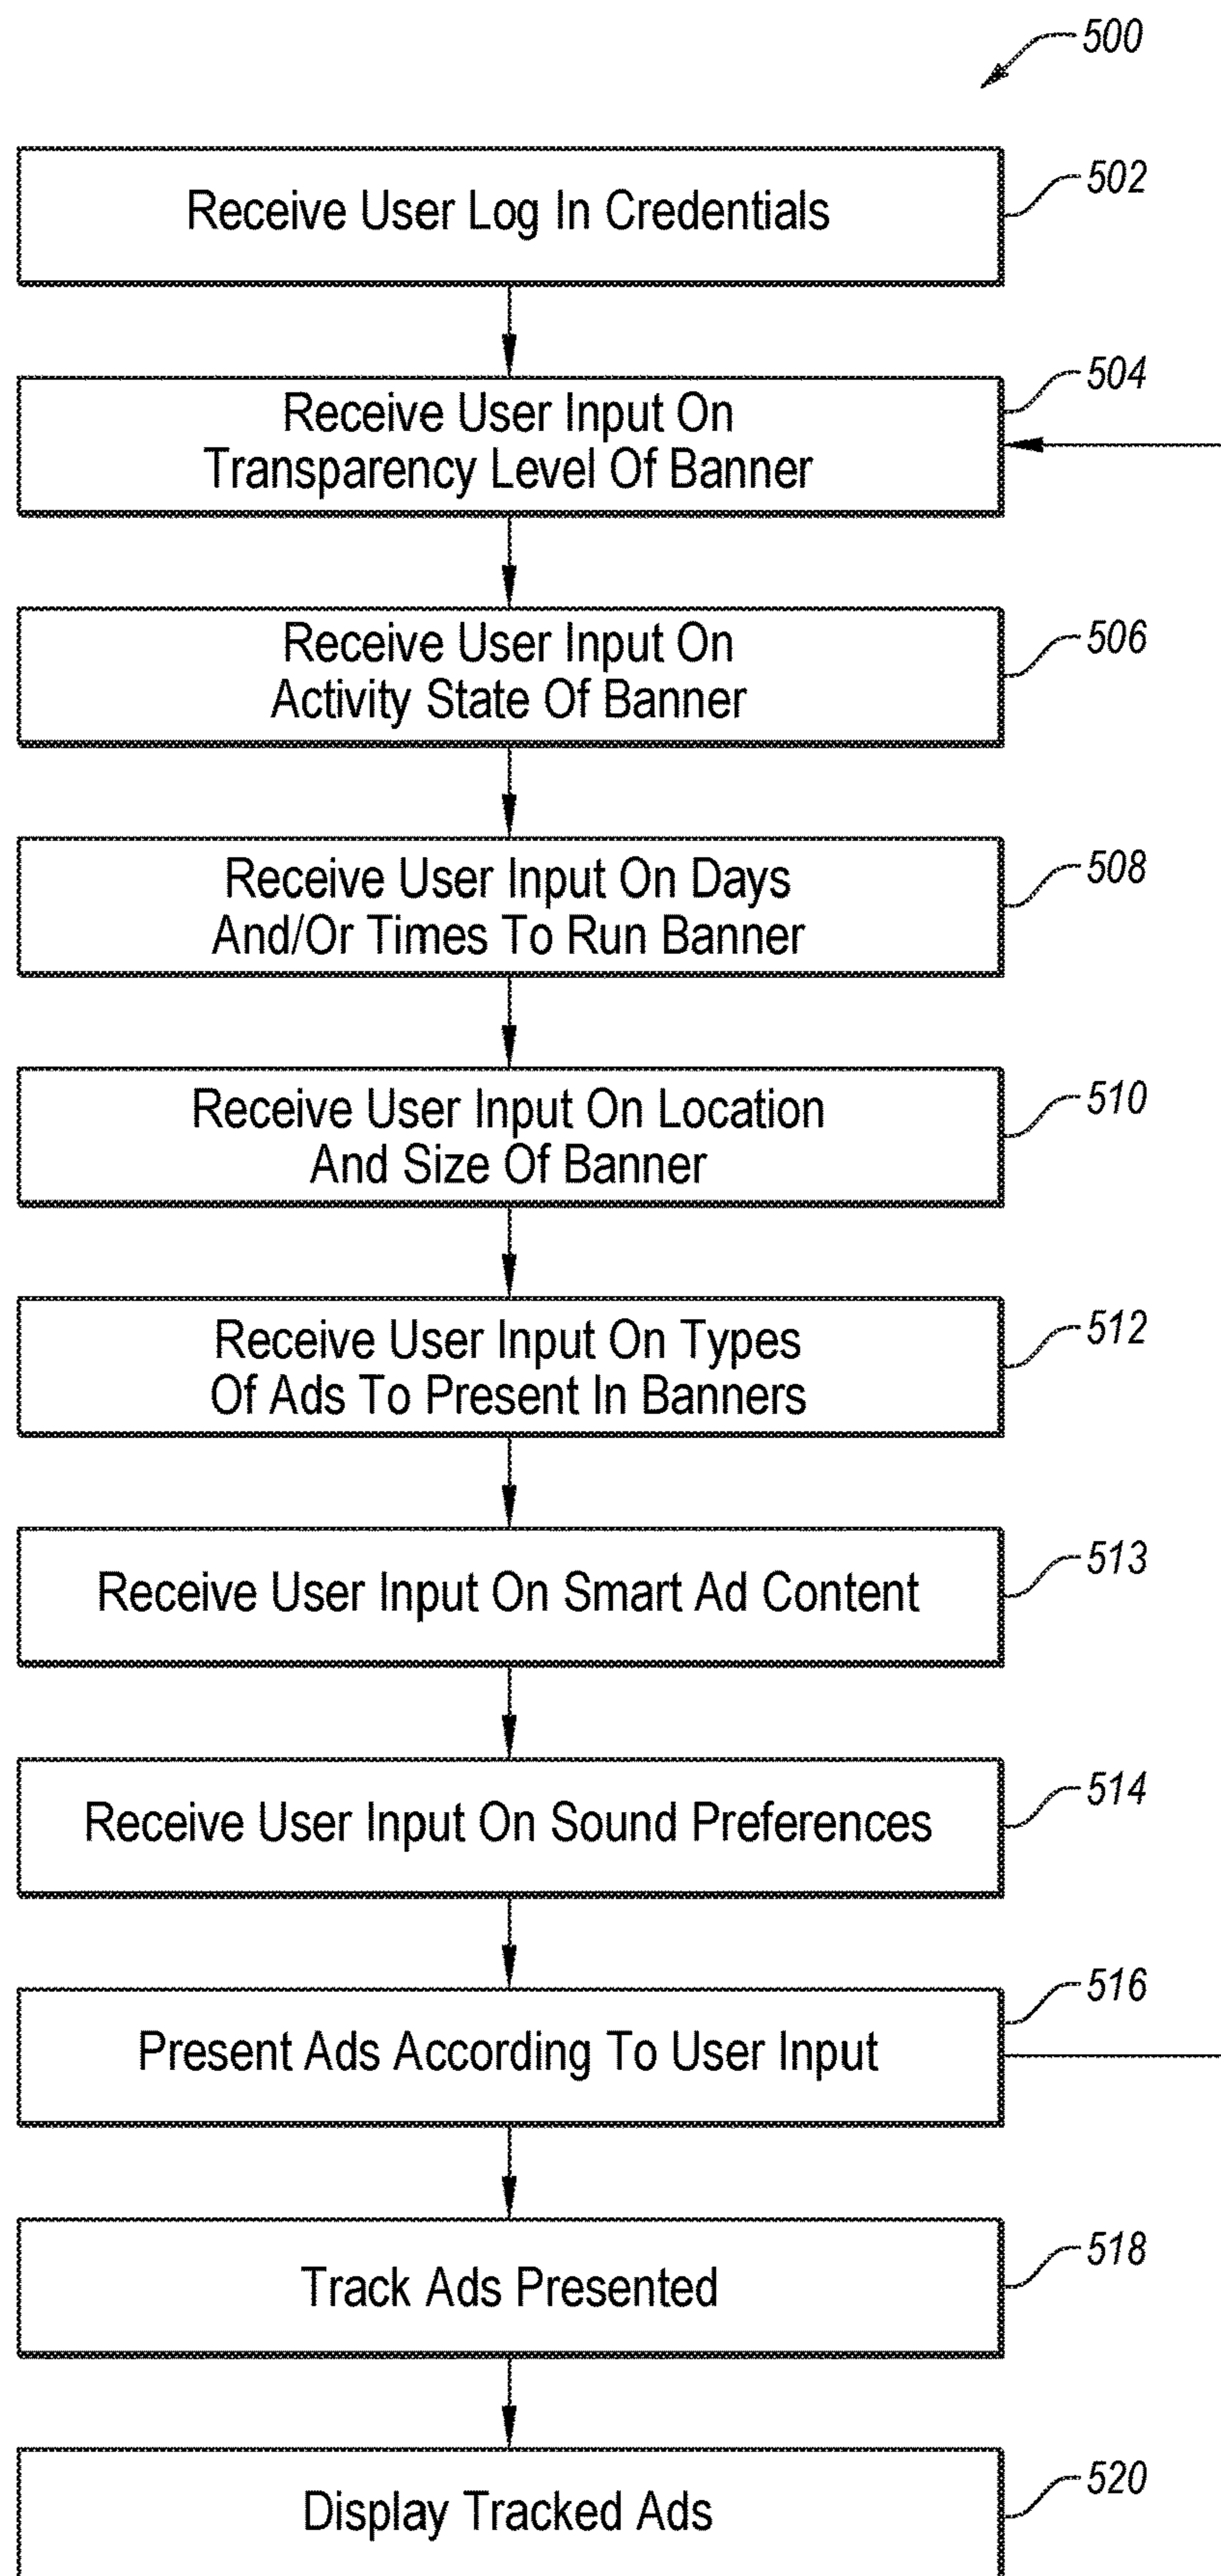 500
Receive User Log In Credentials
502
Receive User Input On
Transparency Level Of Banner
504
Receive User Input On
Activity State Of Banner
506
Receive User Input On Days
And/Or Times To Run Banner
508
Receive User Input On Location
And Size Of Banner
510
Receive User Input On Types
Of Ads To Present In Banners
512
Receive User Input On Smart Ad Content
513
Receive User Input On Sound Preferences
514
Present Ads According To User Input
516
Track Ads Presented
518
Display Tracked Ads
520